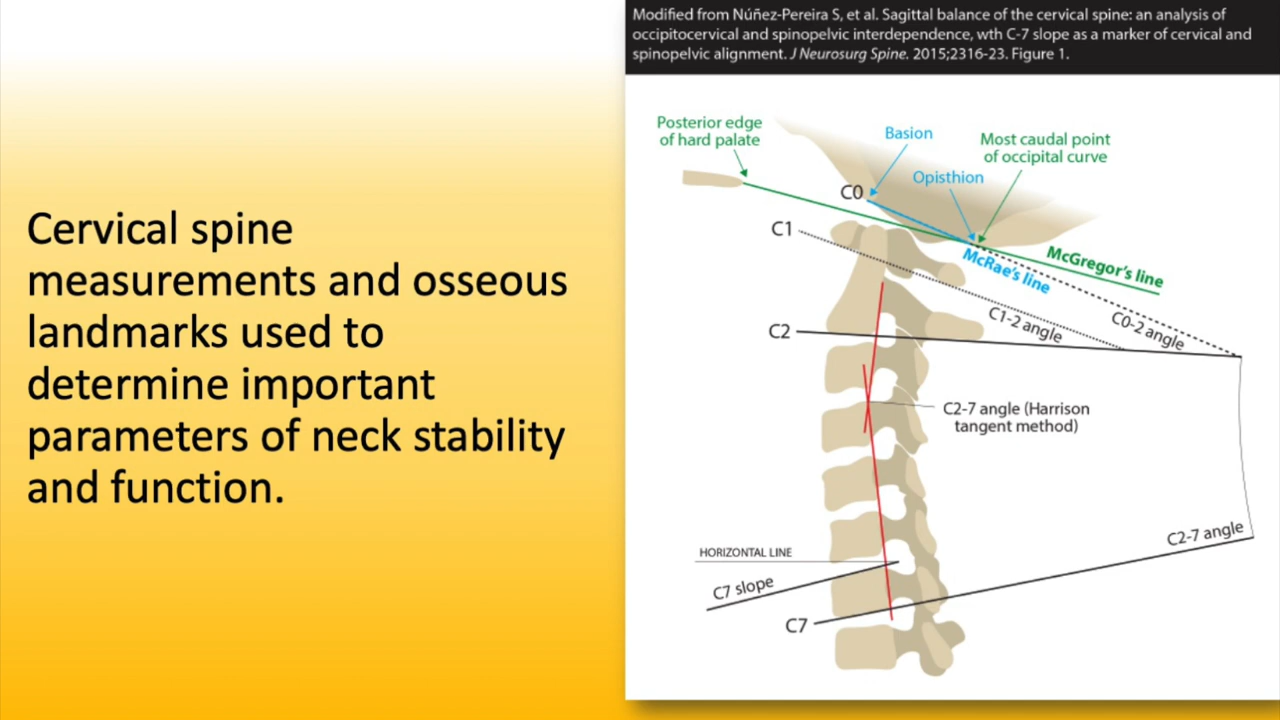 Modified from Núñez-Pereira S, et al. Sagittal balance of the cervical spine: an analysis of
occipitocervical and spinopelvic interdependence, wth C-7 slope as a marker of cervical and
spinopelvic alignment. J Neurosurg Spine. 2015;2316-23. Figure 1.
Cervical spine
measurements and osseous
landmarks used to
determine important
parameters of neck stability
and function.
Posterior edge
of hard palate
Basion
Most caudal point
of occipital curve
Opisthion
C0
C1
McGregor's line
McRae's line
C1-2 angle
C0-2 angle
C2
C2-7 angle (Harrison
tangent method)
C2-7 angle
HORIZONTAL LINE
C7 slope
C7